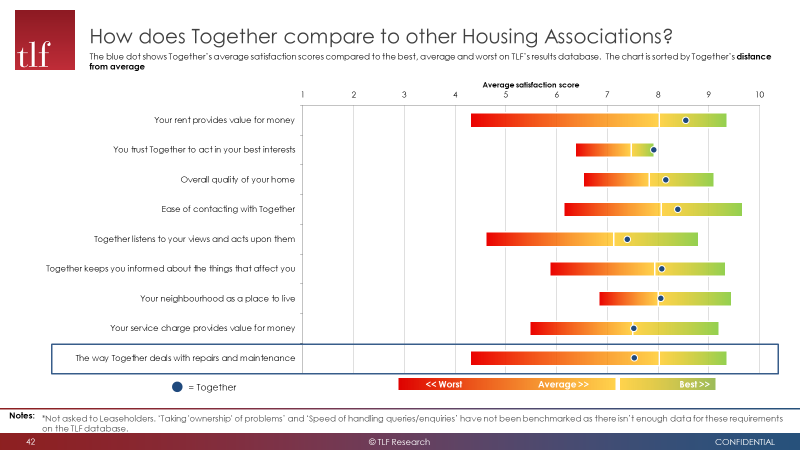 tlf
How does Together compare to other Housing Associations?
The blue dot shows Together's average satisfaction scores compared to the best, average and worst on TLF's results database. The chart is sorted by Together's distance
from average
Average satisfaction score
1 2 3 4 5 6 7 8 9 10
Your rent provides value for money
You trust Together to act in your best interests
Overall quality of your home
Ease of contacting with Together
Together listens to your views and acts upon them
Together keeps you informed about the things that affect you
Your neighbourhood as a place to live
Your service charge provides value for money
The way Together deals with repairs and maintenance
= Together
<< Worst Average >> Best >>
Notes: *Not asked to Leaseholders. 'Taking 'ownership' of problems' and 'Speed of handling queries/enquiries' have not been benchmarked as there isn't enough data for these requirements
on the TLF database.
42 © TLF Research CONFIDENTIAL